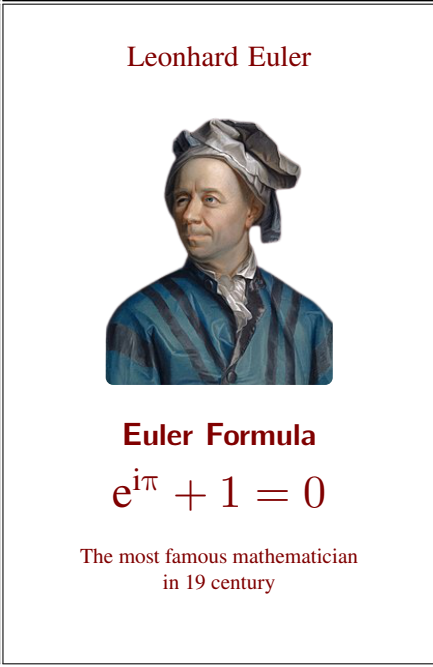 Leonhard Euler
Euler Formula
e^{iπ} + 1 = 0
The most famous mathematician
in 19 century